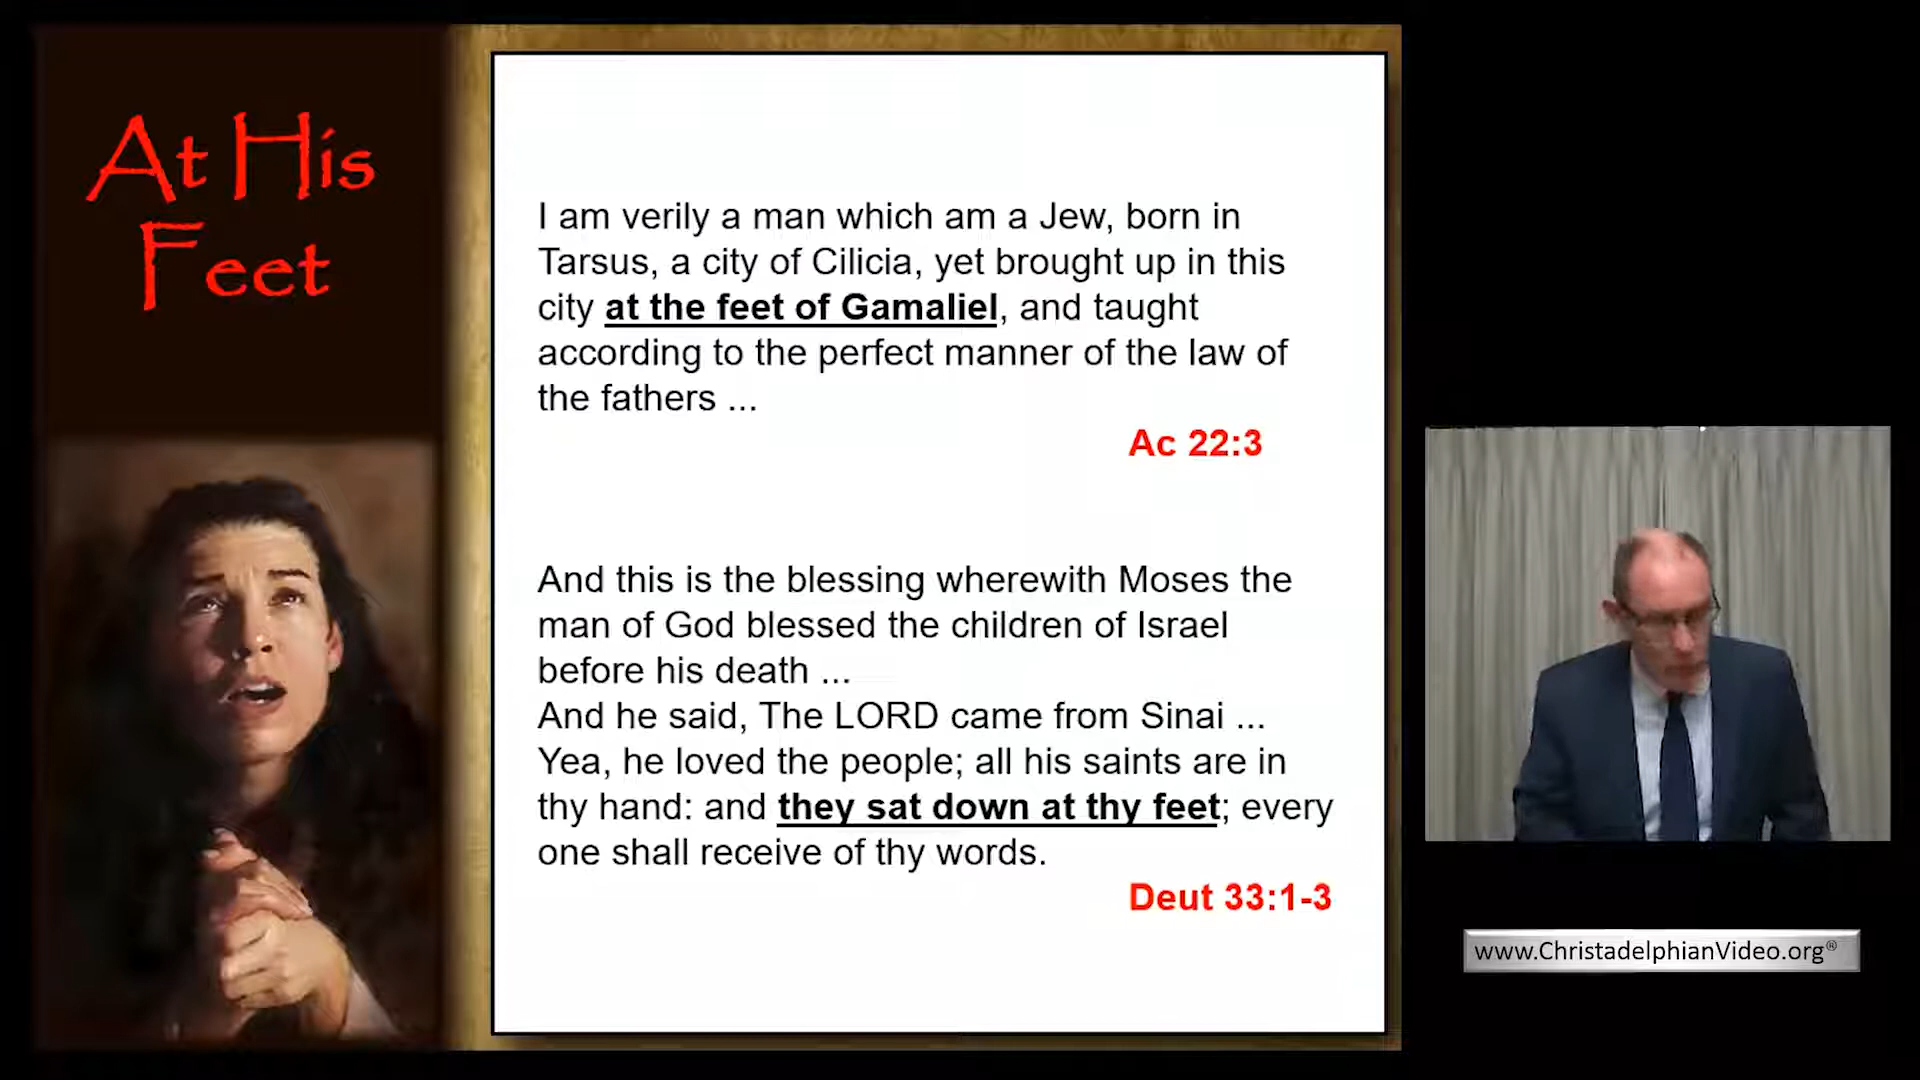 At His
Feet
I am verily a man which am a Jew, born in
Tarsus, a city of Cilicia, yet brought up in this
city at the feet of Gamaliel, and taught
according to the perfect manner of the law of
the fathers ...
Ac 22:3
And this is the blessing wherewith Moses the
man of God blessed the children of Israel
before his death ...
And he said, The LORD came from Sinai ...
Yea, he loved the people; all his saints are in
thy hand: and they sat down at thy feet; every
one shall receive of thy words.
Deut 33:1-3
www.ChristadelphianVideo.org®